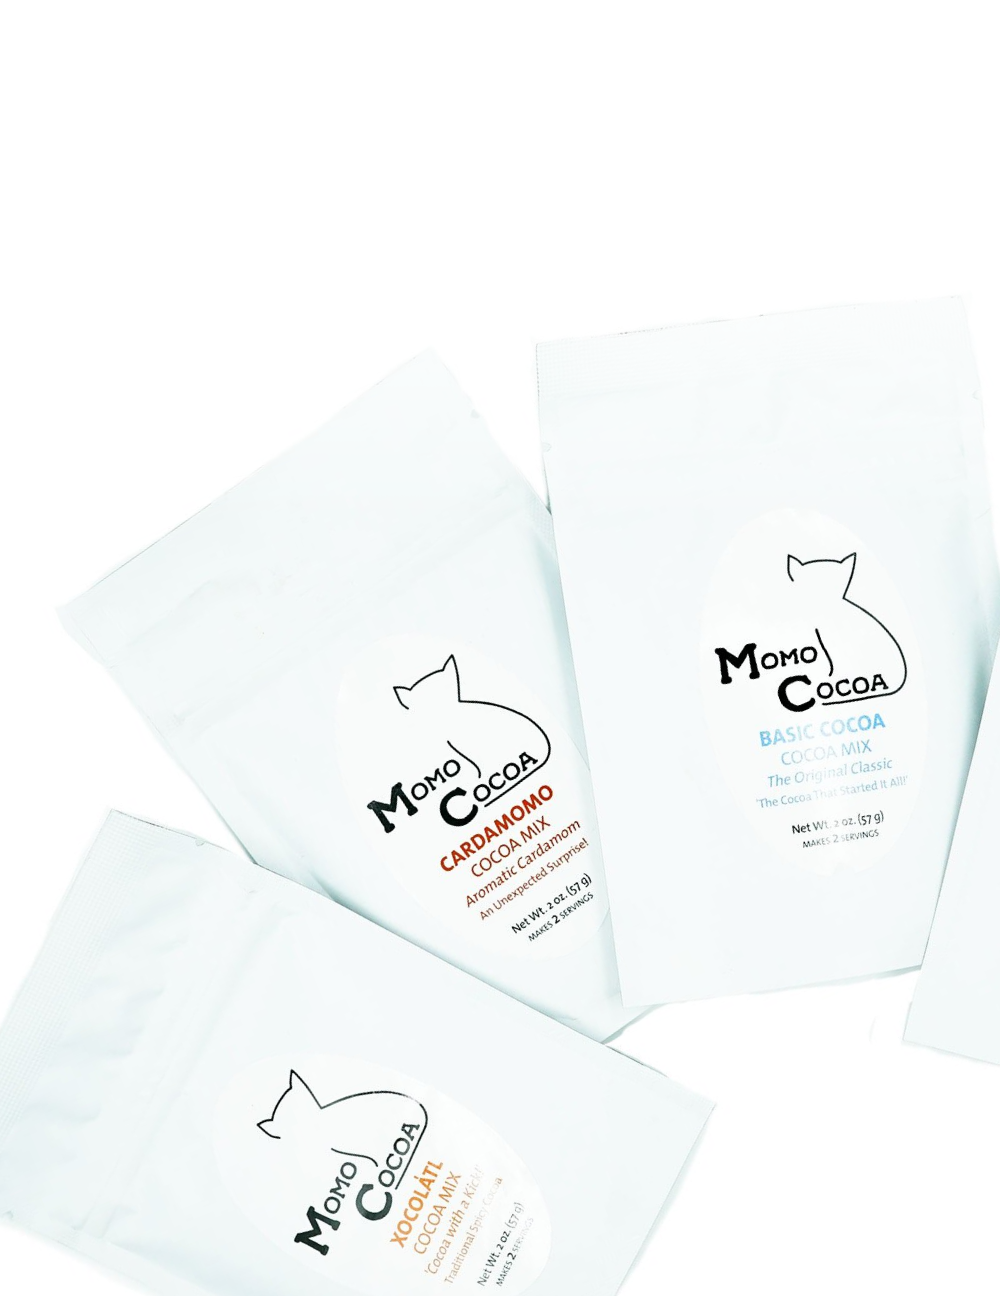 MOMO
COCOA
BASIC COCOA
COCOA MIX
The Original Classic
'The Cocoa That Started It All!'
Net Wt. 2 oz. (57 g)
MAKES 2 SERVINGS
MOMO
COCOA
CARDAMOMO
COCOA MIX
Aromatic Cardamom
An Unexpected Surprise!
Net Wt. 2 oz. (57 g)
MAKES 2 SERVINGS
MOMO
COCOA
XOCOLÁTL
COCOA MIX
'Cocoa with a Kick!'
Traditional Spicy Cocoa
Net Wt. 2 oz. (57 g)
MAKES 2 SERVINGS